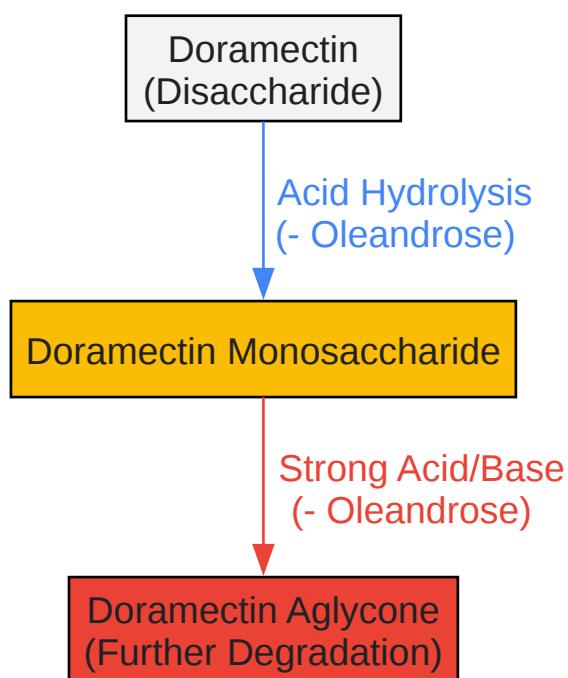 Doramectin
(Disaccharide)
Acid Hydrolysis
(- Oleandrose)
Doramectin Monosaccharide
Strong Acid/Base
(- Oleandrose)
Doramectin Aglycone
(Further Degradation)